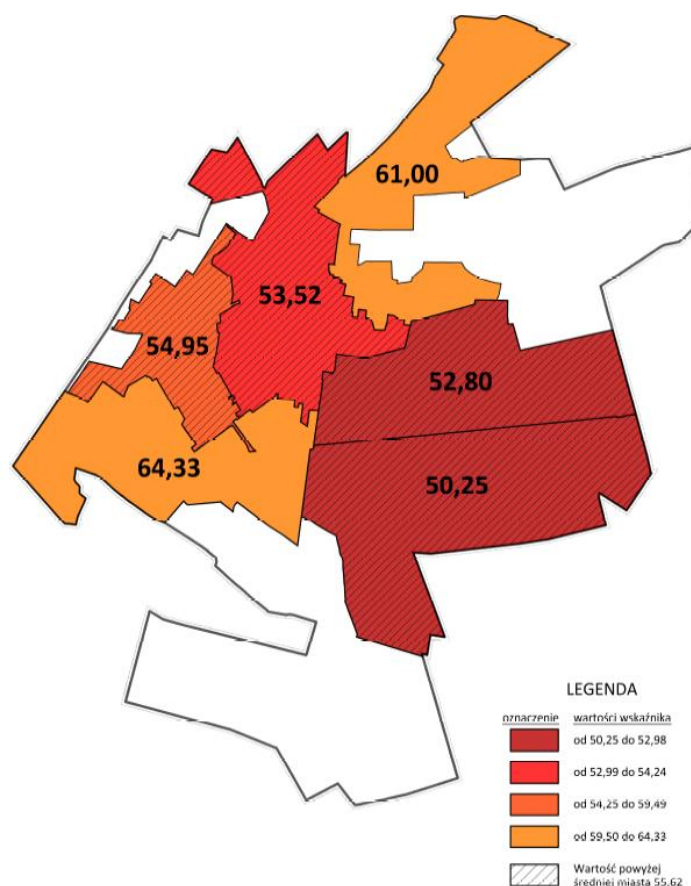 61,00
53,52
54,95
52,80
64,33
50,25
LEGENDA
oznaczenie wartości wskaźnika
od 50,25 do 52,98
od 52,99 do 54,24
od 54,25 do 59,49
od 59,50 do 64,33
Wartość powyżej
średniej miasta 55,62